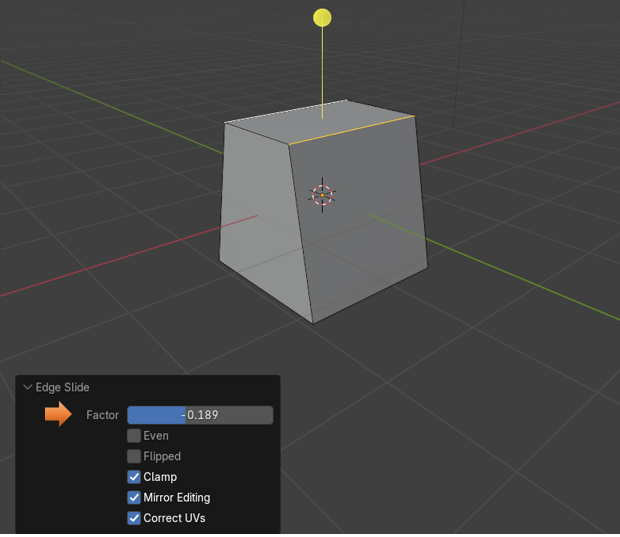 Edge Slide
Factor -0.189
Even
Flipped
Clamp
Mirror Editing
Correct UVs